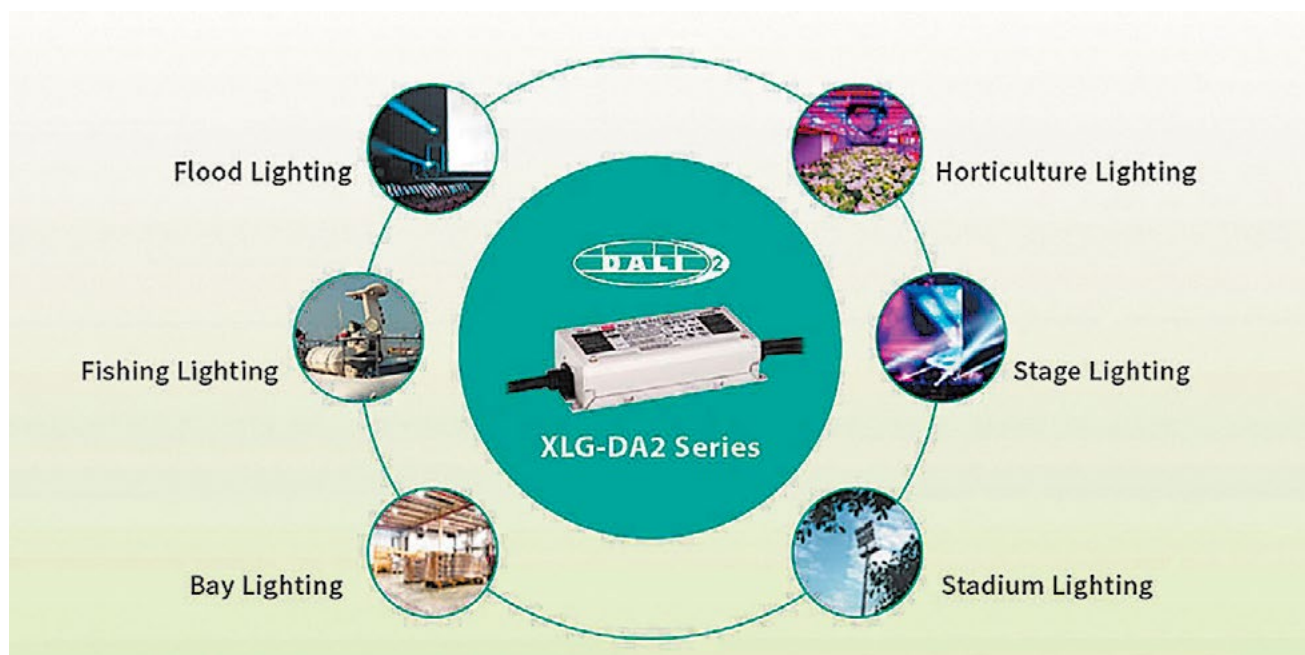 Flood Lighting
Horticulture Lighting
DALI 2
Fishing Lighting
Stage Lighting
XLG-DA2 Series
Bay Lighting
Stadium Lighting